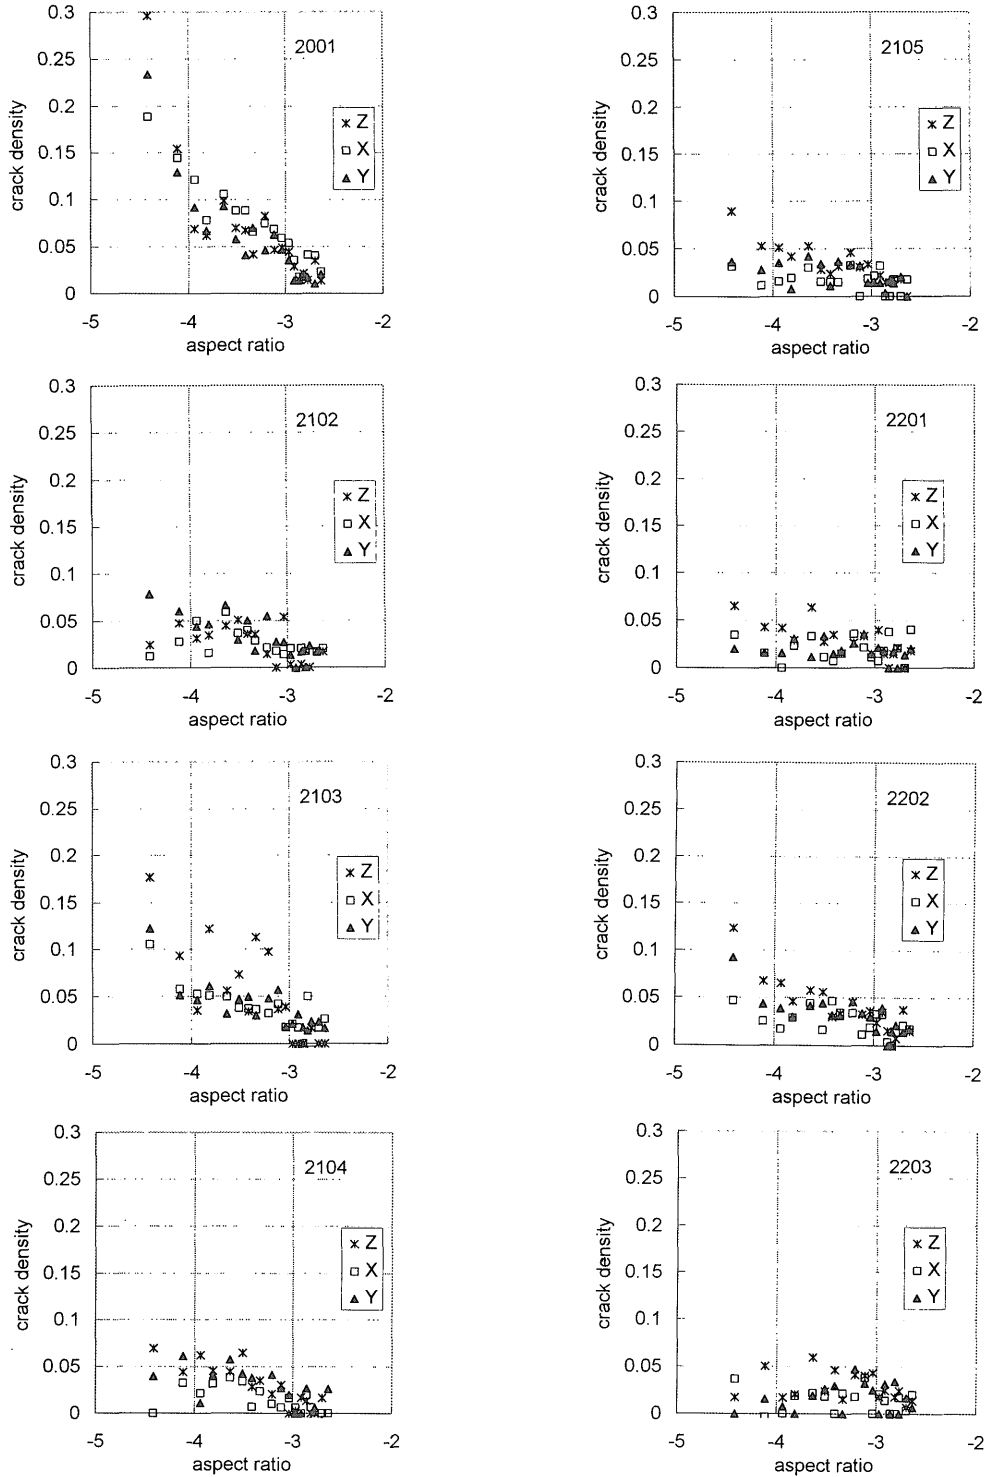 0.3
2001
0.25
0.2
Z
0.15
X
Y
0.1
0.05
0
-5 -4 -3 -2
crack density
aspect ratio
0.3
2105
0.25
0.2
Z
0.15
X
Y
0.1
0.05
0
-5 -4 -3 -2
crack density
aspect ratio
0.3
2102
0.25
0.2
Z
0.15
X
Y
0.1
0.05
0
-5 -4 -3 -2
crack density
aspect ratio
0.3
2201
0.25
0.2
Z
0.15
X
Y
0.1
0.05
0
-5 -4 -3 -2
crack density
aspect ratio
0.3
2103
0.25
0.2
Z
0.15
X
Y
0.1
0.05
0
-5 -4 -3 -2
crack density
aspect ratio
0.3
2202
0.25
0.2
Z
0.15
X
Y
0.1
0.05
0
-5 -4 -3 -2
crack density
aspect ratio
0.3
2104
0.25
0.2
Z
0.15
X
Y
0.1
0.05
0
-5 -4 -3 -2
crack density
aspect ratio
0.3
2203
0.25
0.2
Z
0.15
X
Y
0.1
0.05
0
-5 -4 -3 -2
crack density
aspect ratio